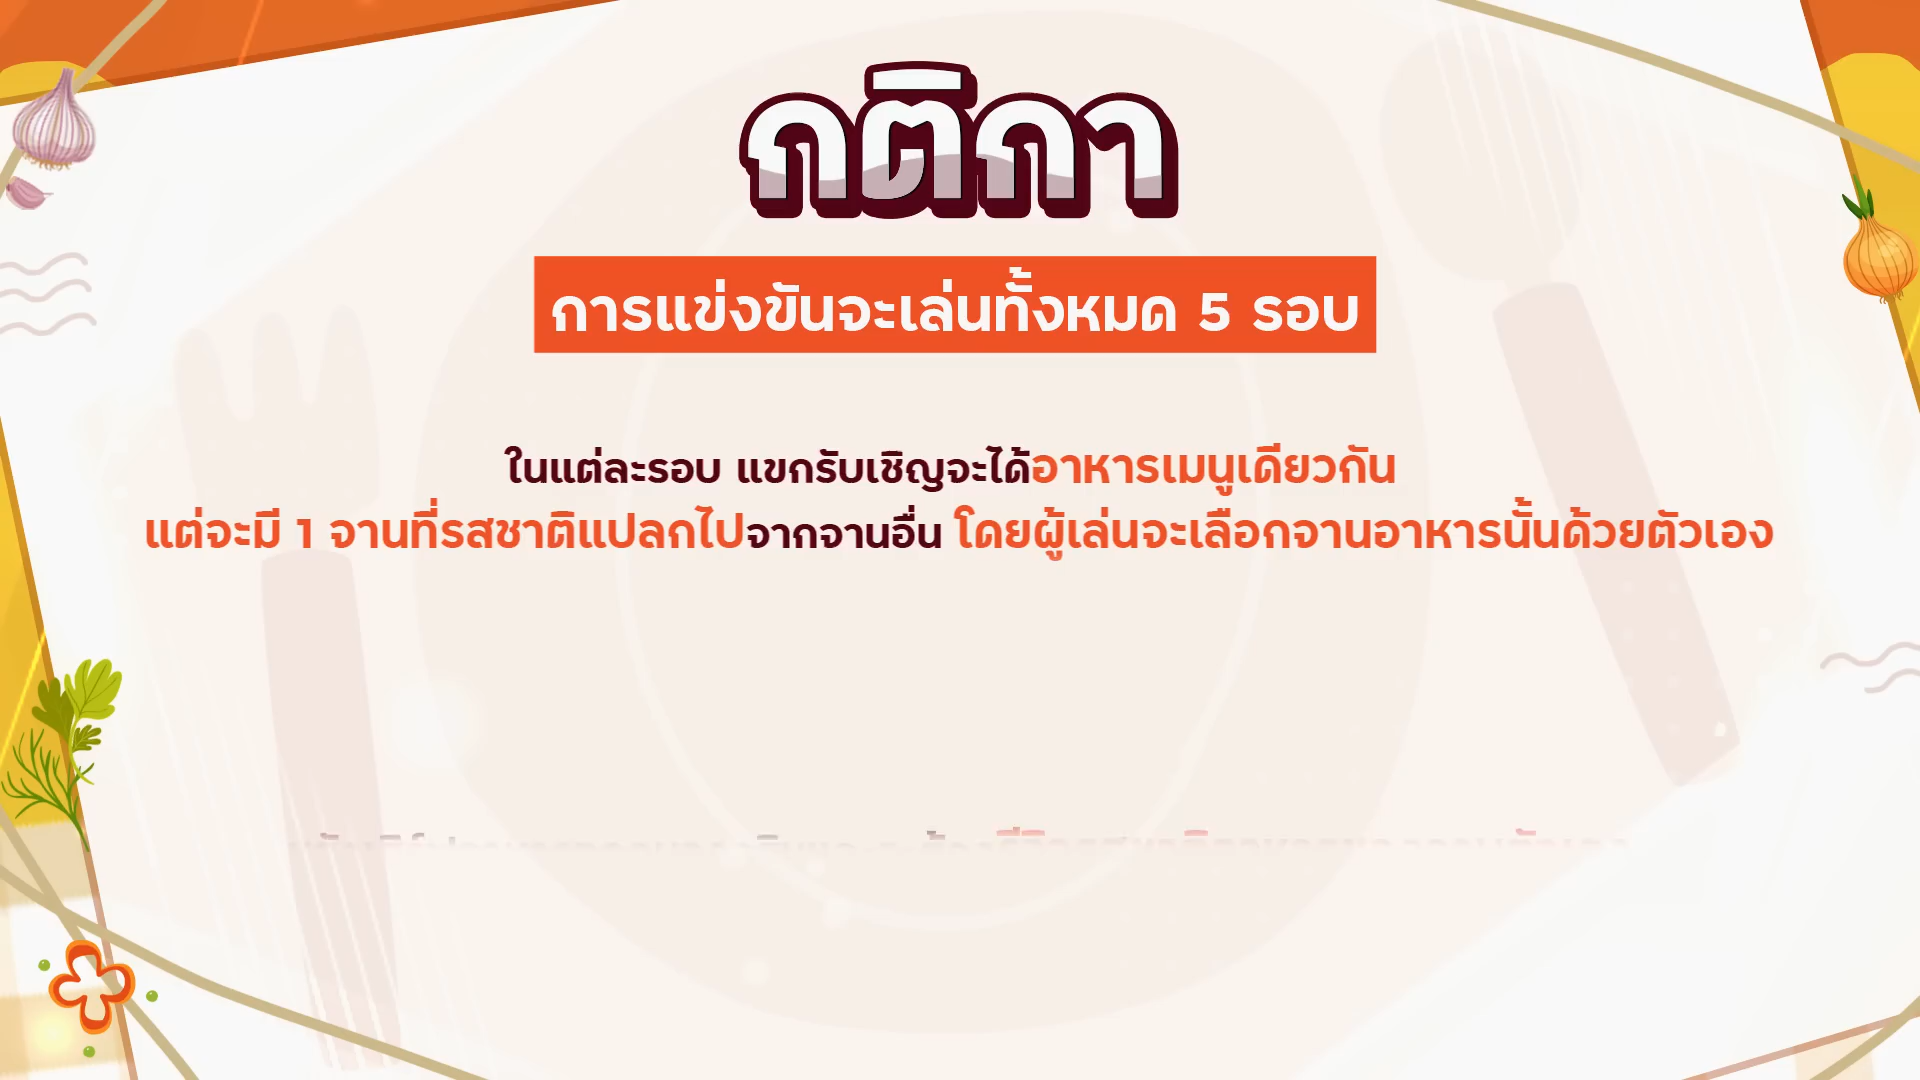 กติกา
การแข่งขันจะเล่นทั้งหมด 5 รอบ
ในแต่ละรอบ แขกรับเชิญจะได้อาหารเมนูเดียวกัน
แต่จะมี 1 จานที่รสชาติแปลกไปจากจานอื่น โดยผู้เล่นจะเลือกจานอาหารนั้นด้วยตัวเอง